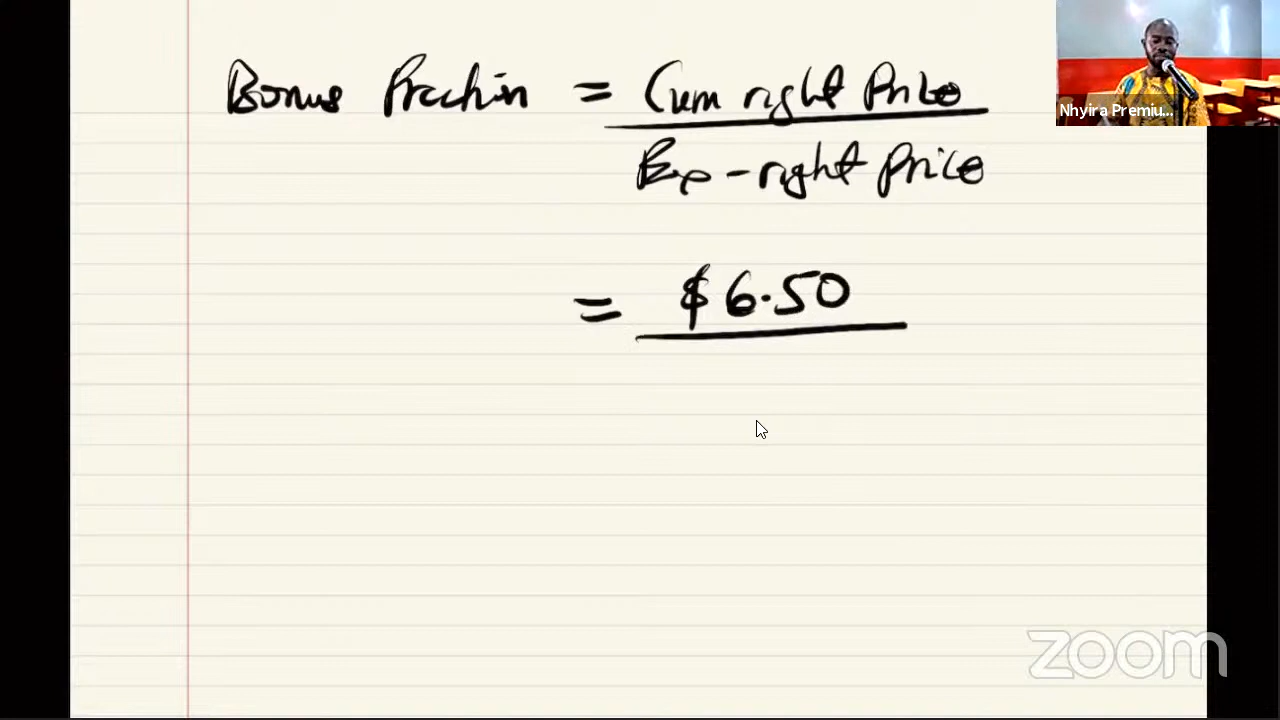 Bonus Fraction = Cum right Price
Ex-right Price
= $6.50
Nhyira Premiu...
zoom